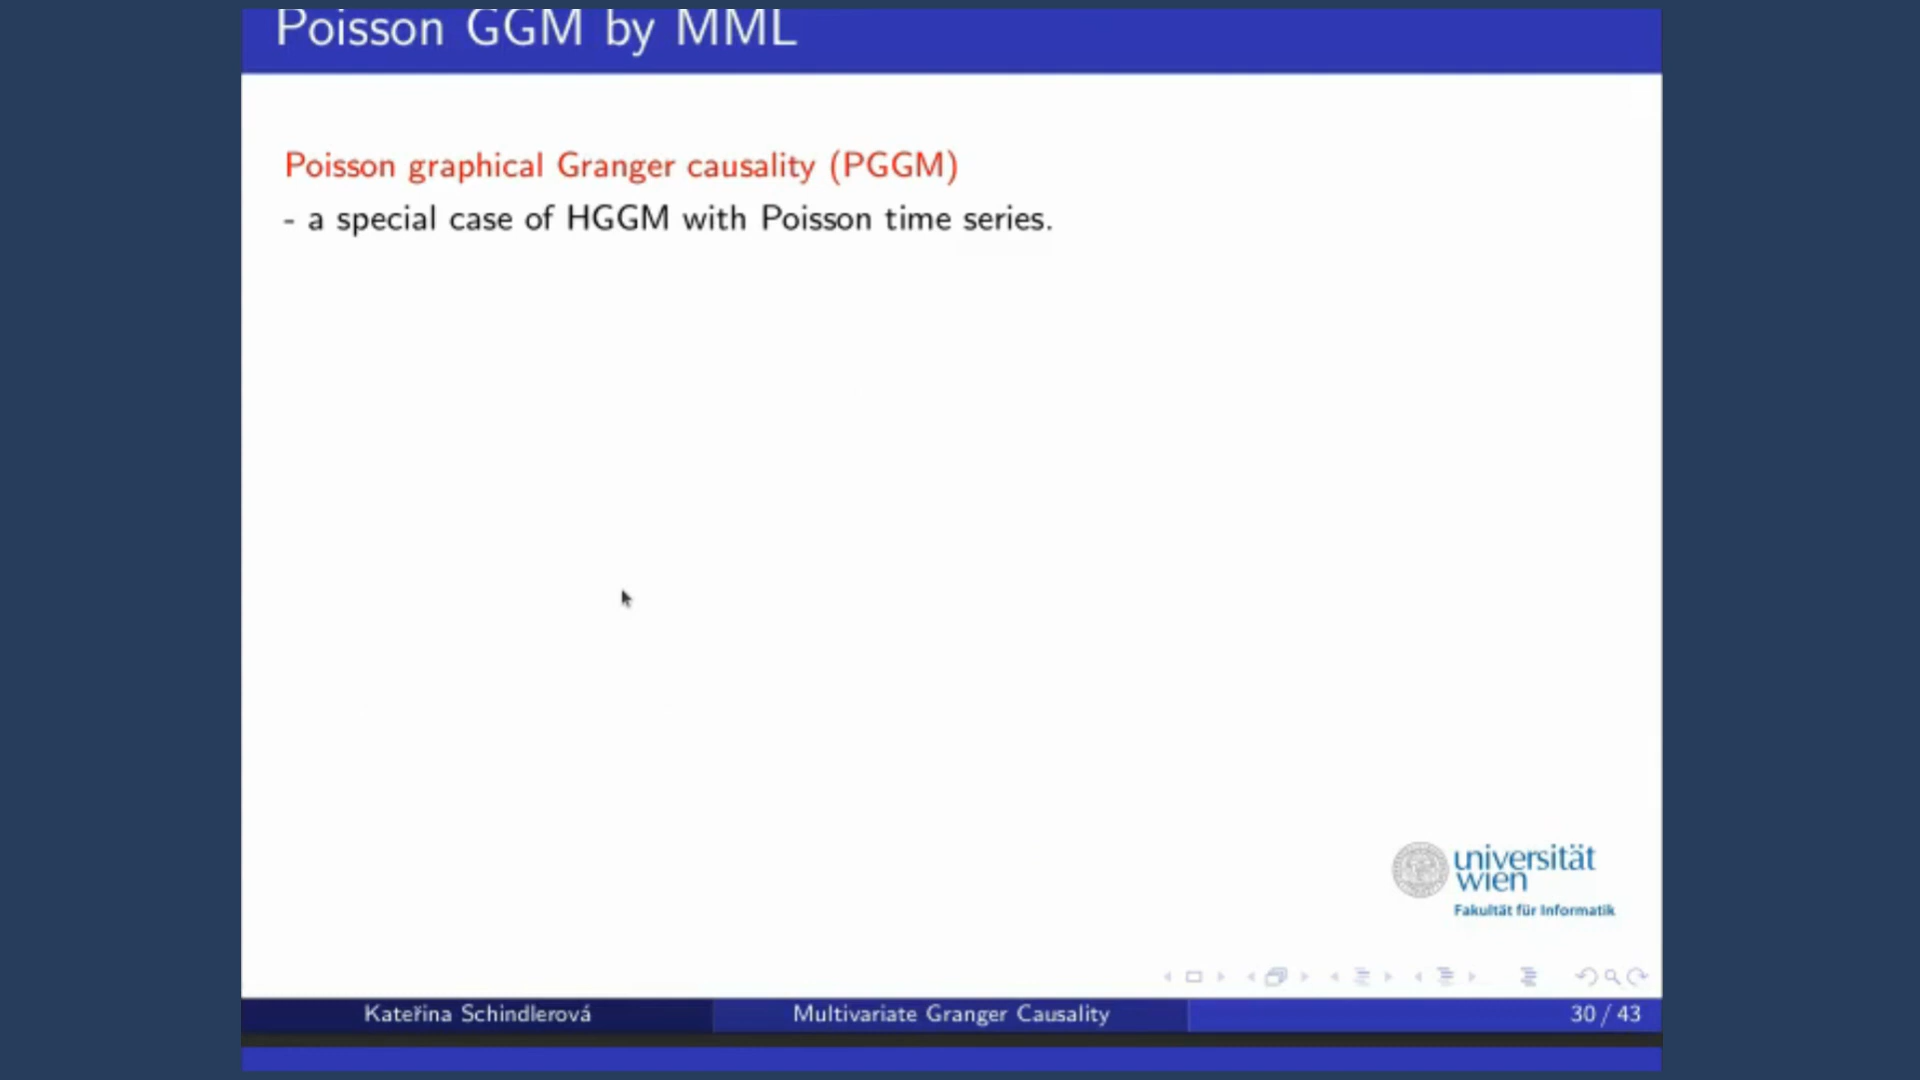 Poisson GGM by MML
Poisson graphical Granger causality (PGGM)
- a special case of HGGM with Poisson time series.
universität
wien
Fakultät für Informatik
Kateřina Schindlerová
Multivariate Granger Causality
30 / 43